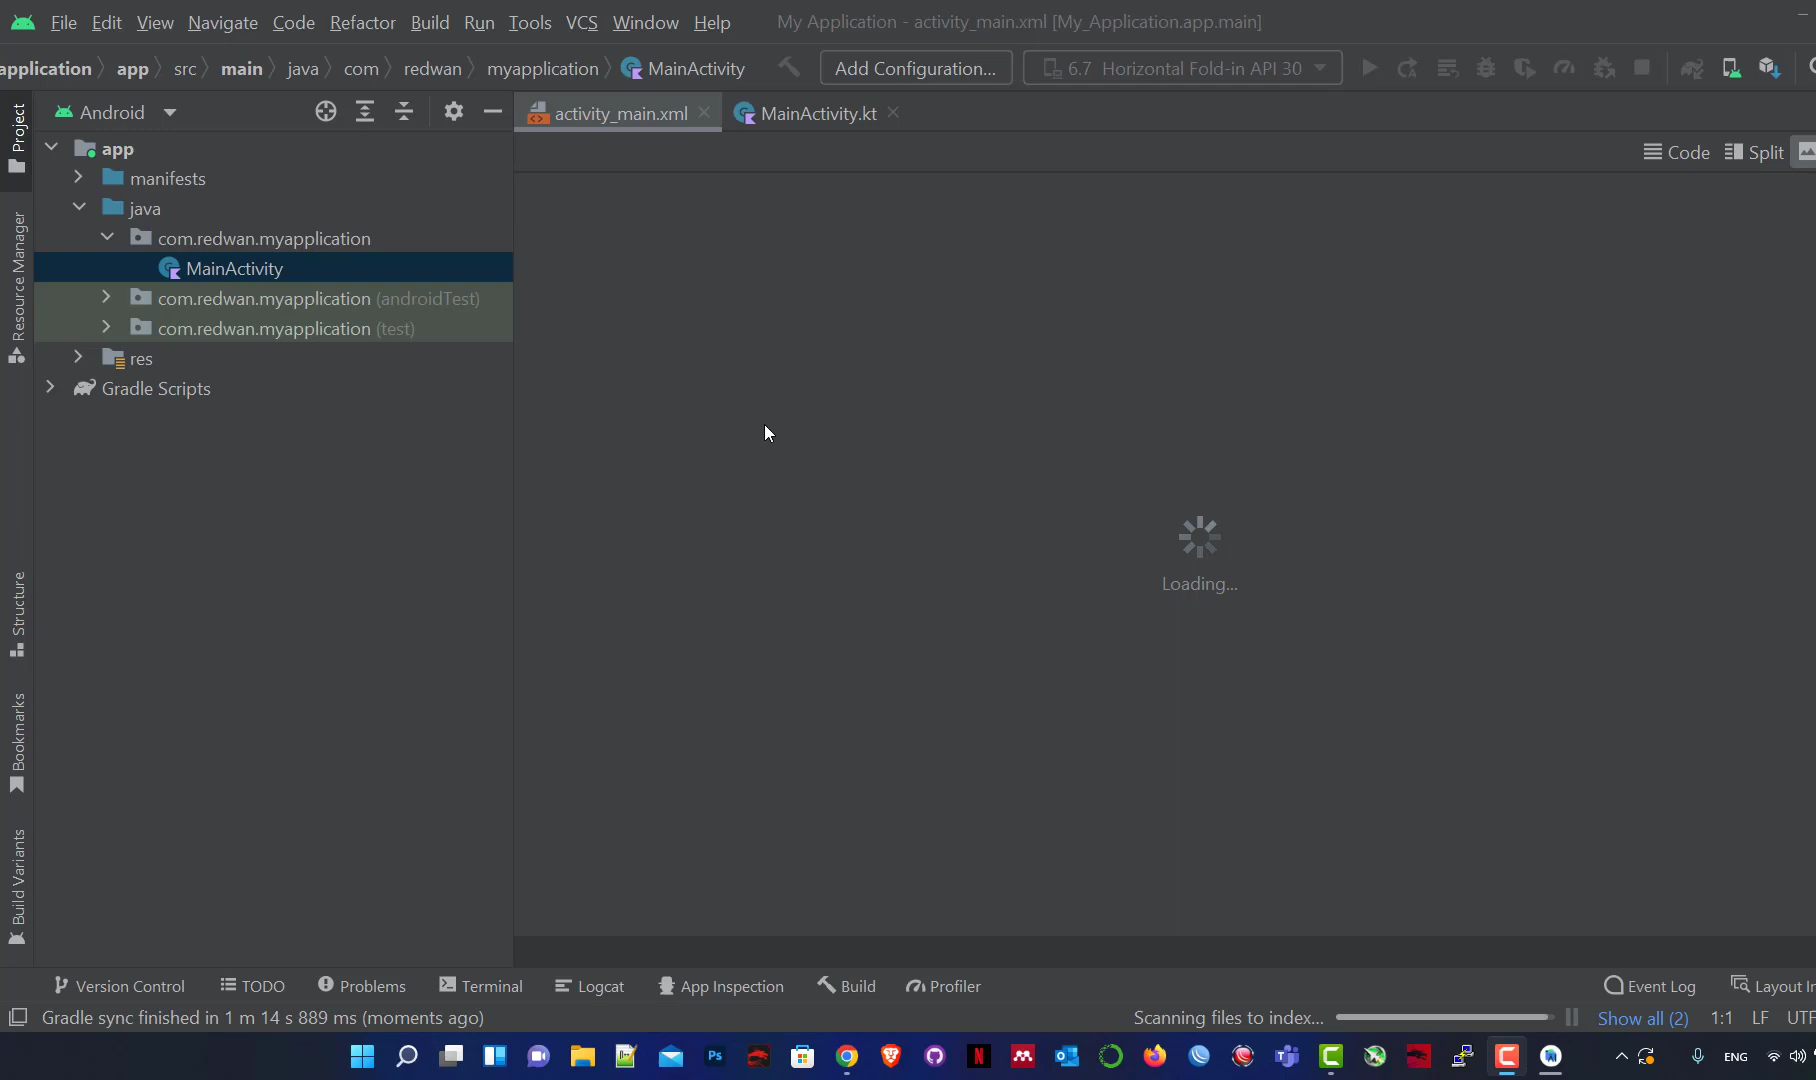 File Edit View Navigate Code Refactor Build Run Tools VCS Window Help My Application - activity_main.xml [My_Application.app.main]
application app src main java com redwan myapplication MainActivity Add Configuration... 6.7 Horizontal Fold-in API 30
Project
Android
activity_main.xml
MainActivity.kt
Code Split
app
manifests
java
com.redwan.myapplication
MainActivity
com.redwan.myapplication (androidTest)
com.redwan.myapplication (test)
res
Gradle Scripts
Resource Manager
Structure
Bookmarks
Build Variants
Loading...
Version Control TODO Problems Terminal Logcat App Inspection Build Profiler Event Log Layout In
Gradle sync finished in 1 m 14 s 889 ms (moments ago) Scanning files to index... Show all (2) 1:1 LF UTF
Ps
ENG